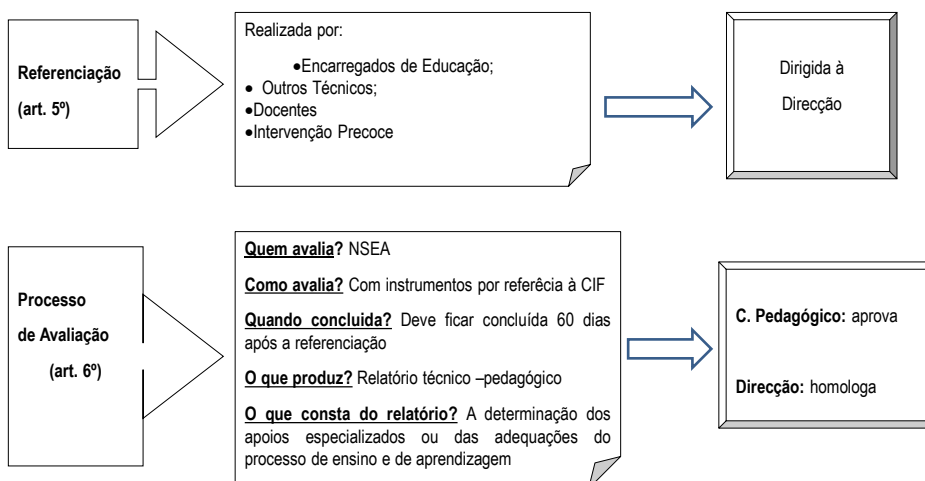 Referenciação
(art. 5º)
Realizada por:
•Encarregados de Educação;
• Outros Técnicos;
•Docentes
•Intervenção Precoce
Dirigida à
Direcção
Processo
de Avaliação
(art. 6º)
Quem avalia? NSEA
Como avalia? Com instrumentos por referêcia à CIF
Quando concluida? Deve ficar concluída 60 dias
após a referenciação
O que produz? Relatório técnico –pedagógico
O que consta do relatório? A determinação dos
apoios especializados ou das adequações do
processo de ensino e de aprendizagem
C. Pedagógico: aprova
Direcção: homologa